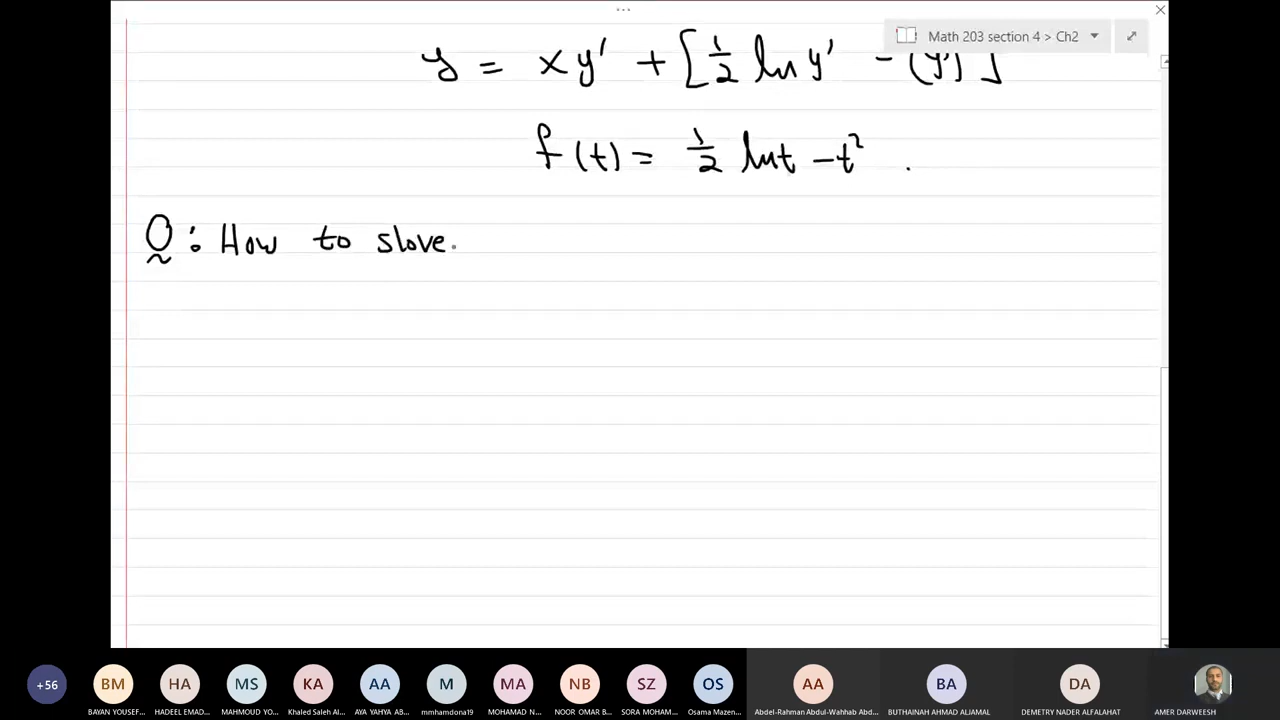 Math 203 section 4 > Ch2
y = xy' + [1/2 ln y' - (y')]
f(t) = 1/2 ln t - t²
Q: How to slove.
+56 BM HA MS KA AA M MA NB SZ OS AA BA DA
BAYAN YOUSEF... HADEEL EMAD... MAHMOUD YO... Khaled Saleh Al... AYA YAHYA AB... mmhamdona19 MOHAMAD N... NOOR OMAR B... SORA MOHAM... Osama Mazen... Abdel-Rahman Abdul-Wahhab Abd... BUTHAINAH AHMAD ALJAMAL DEMETRY NADER ALFALAHAT AMER DARWEESH